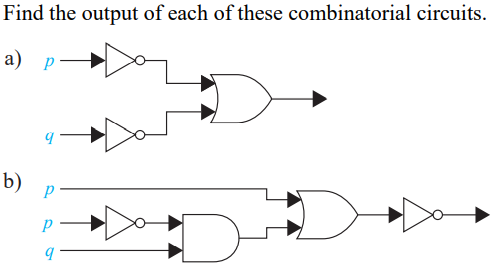 Find the output of each of these combinatorial circuits.
a) p
q
b) p
p
q